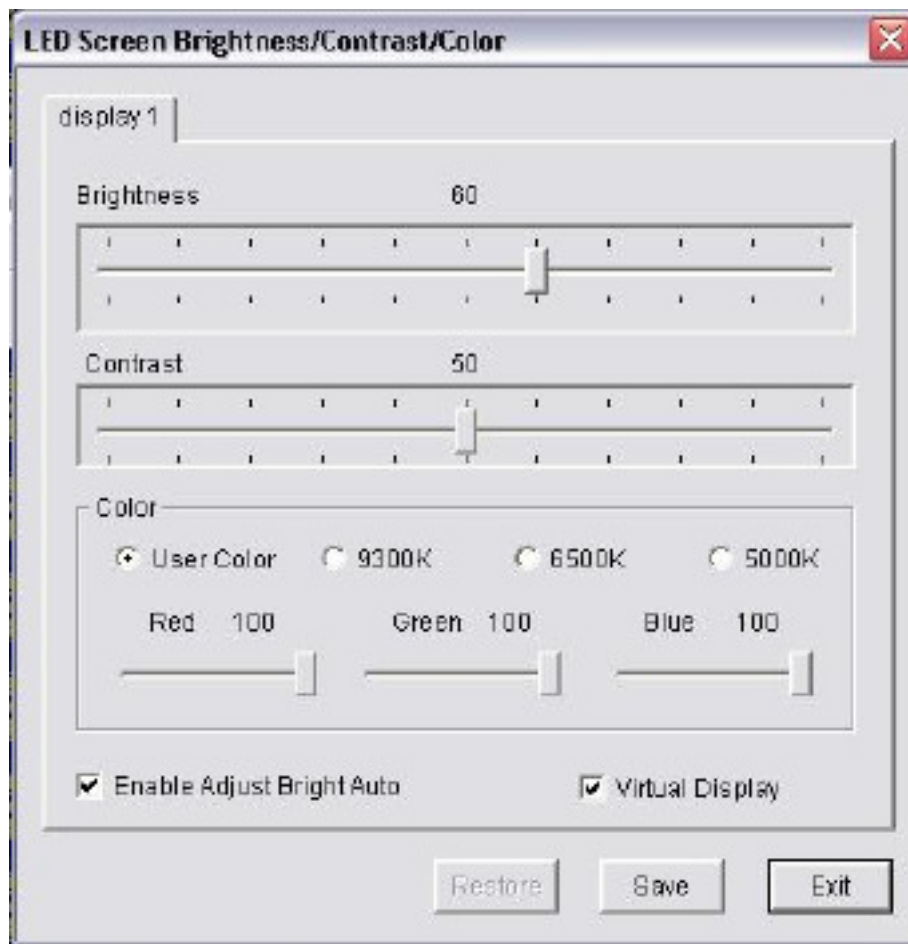 LED Screen Brightness/Contrast/Color
display 1
Brightness 60
Contrast 50
Color
User Color 9300K 6500K 5000K
Red 100 Green 100 Blue 100
Enable Adjust Bright Auto Virtual Display
Restore Save Exit